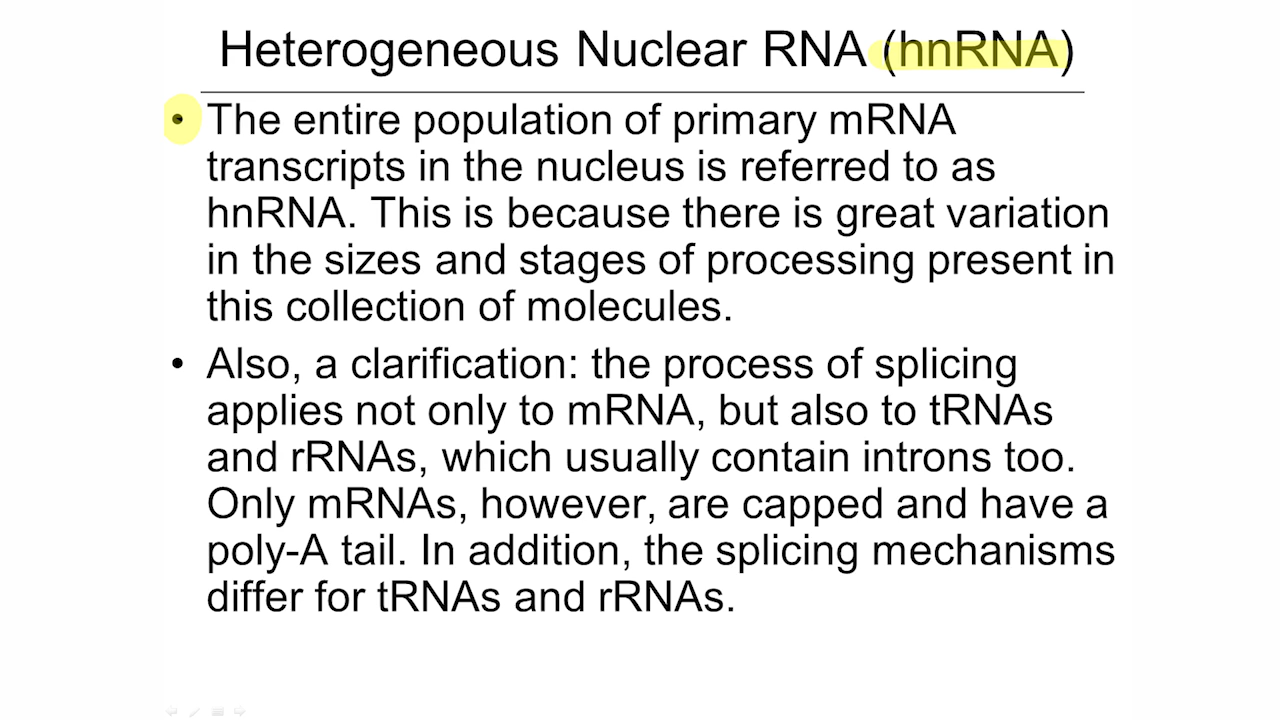 Heterogeneous Nuclear RNA (hnRNA)
• The entire population of primary mRNA
transcripts in the nucleus is referred to as
hnRNA. This is because there is great variation
in the sizes and stages of processing present in
this collection of molecules.
• Also, a clarification: the process of splicing
applies not only to mRNA, but also to tRNAs
and rRNAs, which usually contain introns too.
Only mRNAs, however, are capped and have a
poly-A tail. In addition, the splicing mechanisms
differ for tRNAs and rRNAs.